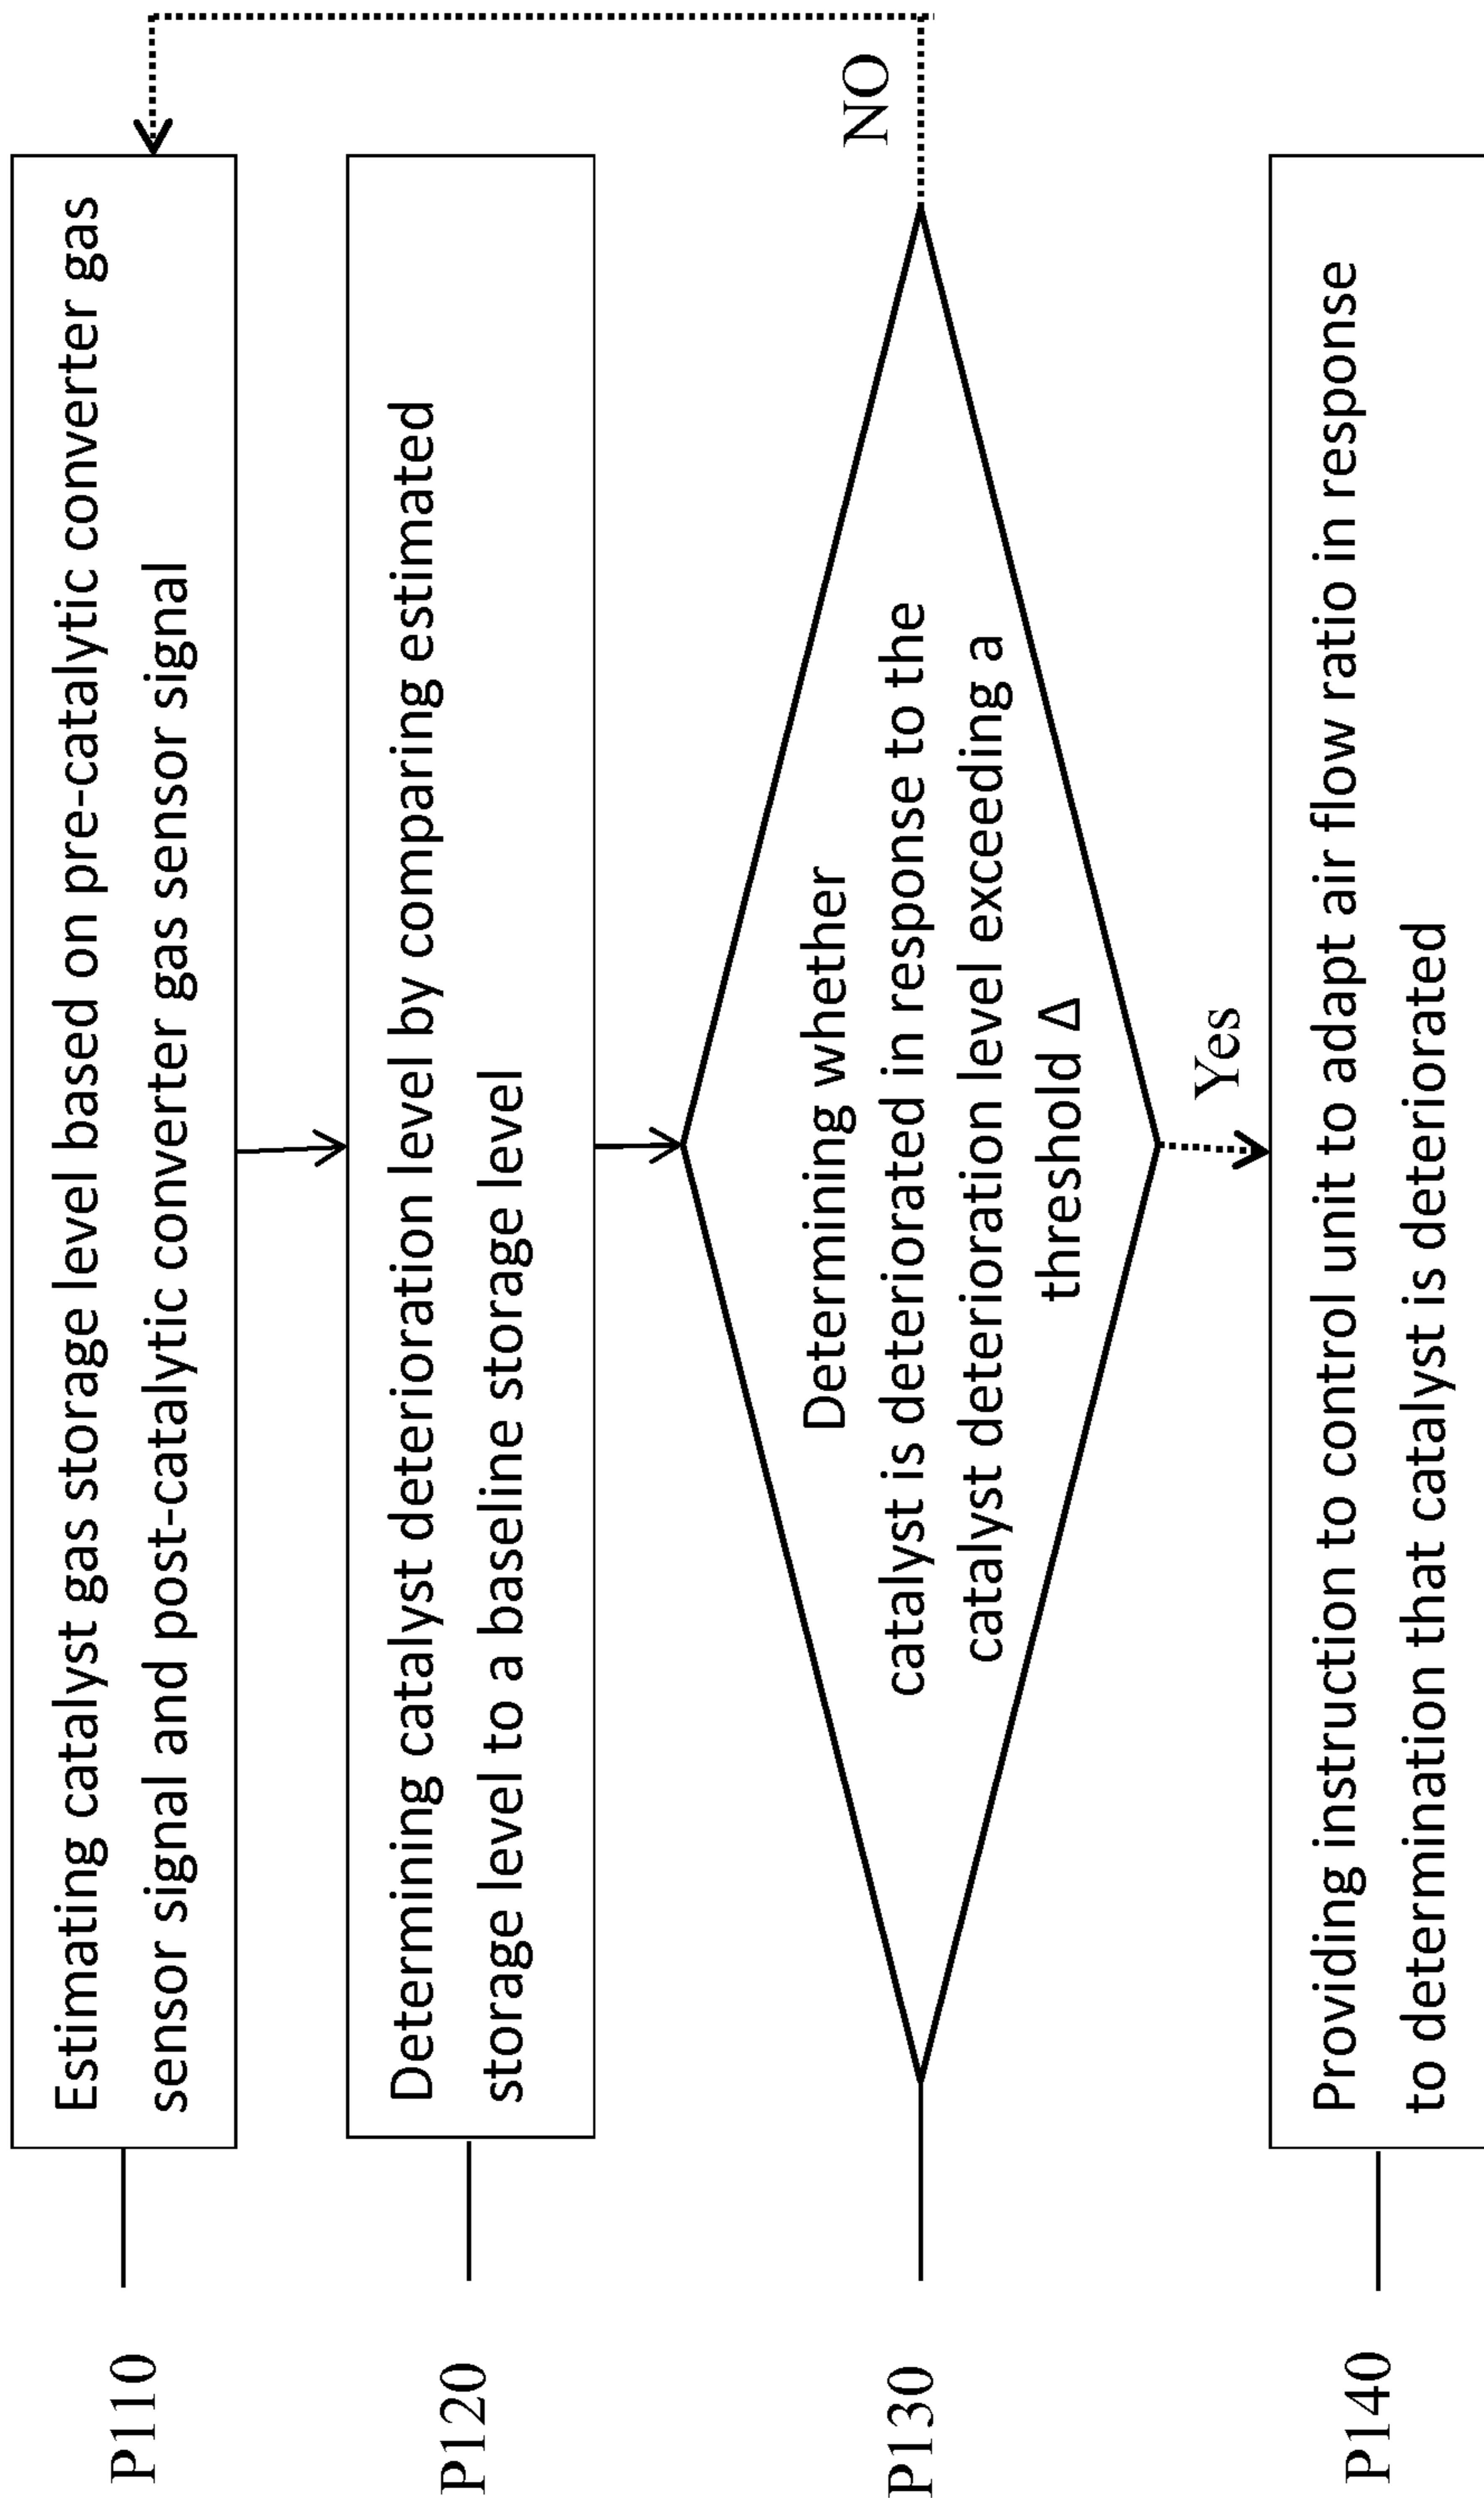 P110
Estimating catalyst gas storage level based on pre-catalytic converter gas
sensor signal and post-catalytic converter gas sensor signal
P120
Determining catalyst deterioration level by comparing estimated
storage level to a baseline storage level
P130
Determining whether
catalyst is deteriorated in response to the
catalyst deterioration level exceeding a
threshold Δ
NO
Yes
P140
Providing instruction to control unit to adapt air flow ratio in response
to determination that catalyst is deteriorated